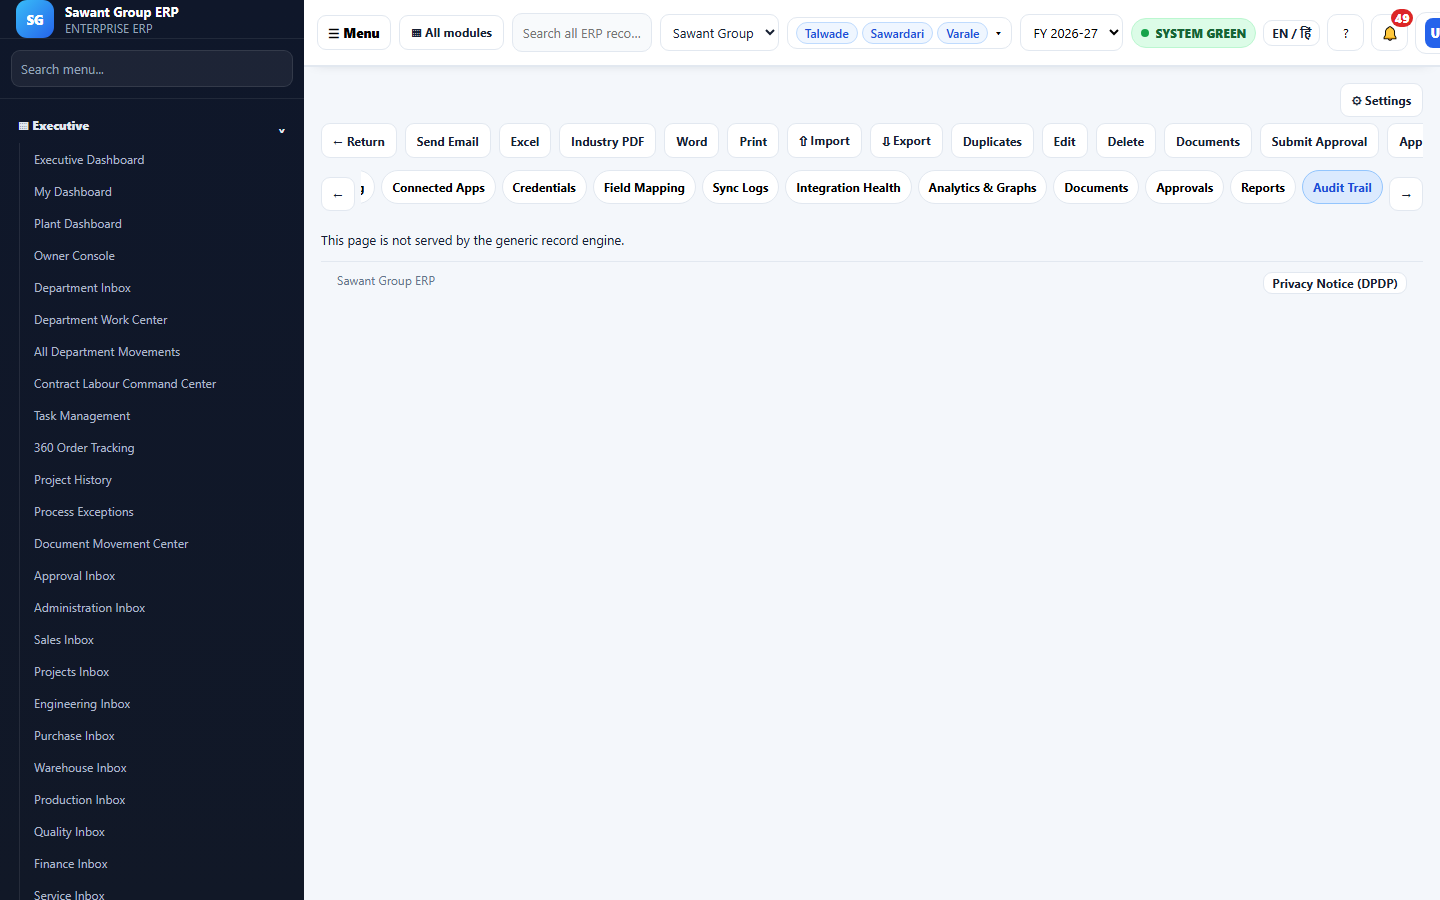 SG
Sawant Group ERP
ENTERPRISE ERP
Search menu...
Executive
Executive Dashboard
My Dashboard
Plant Dashboard
Owner Console
Department Inbox
Department Work Center
All Department Movements
Contract Labour Command Center
Task Management
360 Order Tracking
Project History
Process Exceptions
Document Movement Center
Approval Inbox
Administration Inbox
Sales Inbox
Projects Inbox
Engineering Inbox
Purchase Inbox
Warehouse Inbox
Production Inbox
Quality Inbox
Finance Inbox
Service Inbox
☰ Menu
All modules
Search all ERP reco...
Sawant Group
Talwade Sawardari Varale
FY 2026-27
SYSTEM GREEN
EN / हिं
?
49
U
⚙ Settings
← Return
Send Email
Excel
Industry PDF
Word
Print
⇧ Import
⇩ Export
Duplicates
Edit
Delete
Documents
Submit Approval
App
←
g
Connected Apps
Credentials
Field Mapping
Sync Logs
Integration Health
Analytics & Graphs
Documents
Approvals
Reports
Audit Trail
→
This page is not served by the generic record engine.
Sawant Group ERP
Privacy Notice (DPDP)